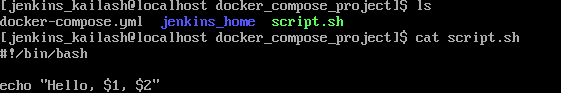 [jenkins_kailash@localhost docker_compose_project]$ ls
docker-compose.yml  jenkins_home  script.sh
[jenkins_kailash@localhost docker_compose_project]$ cat script.sh
#!/bin/bash
echo "Hello, $1, $2"